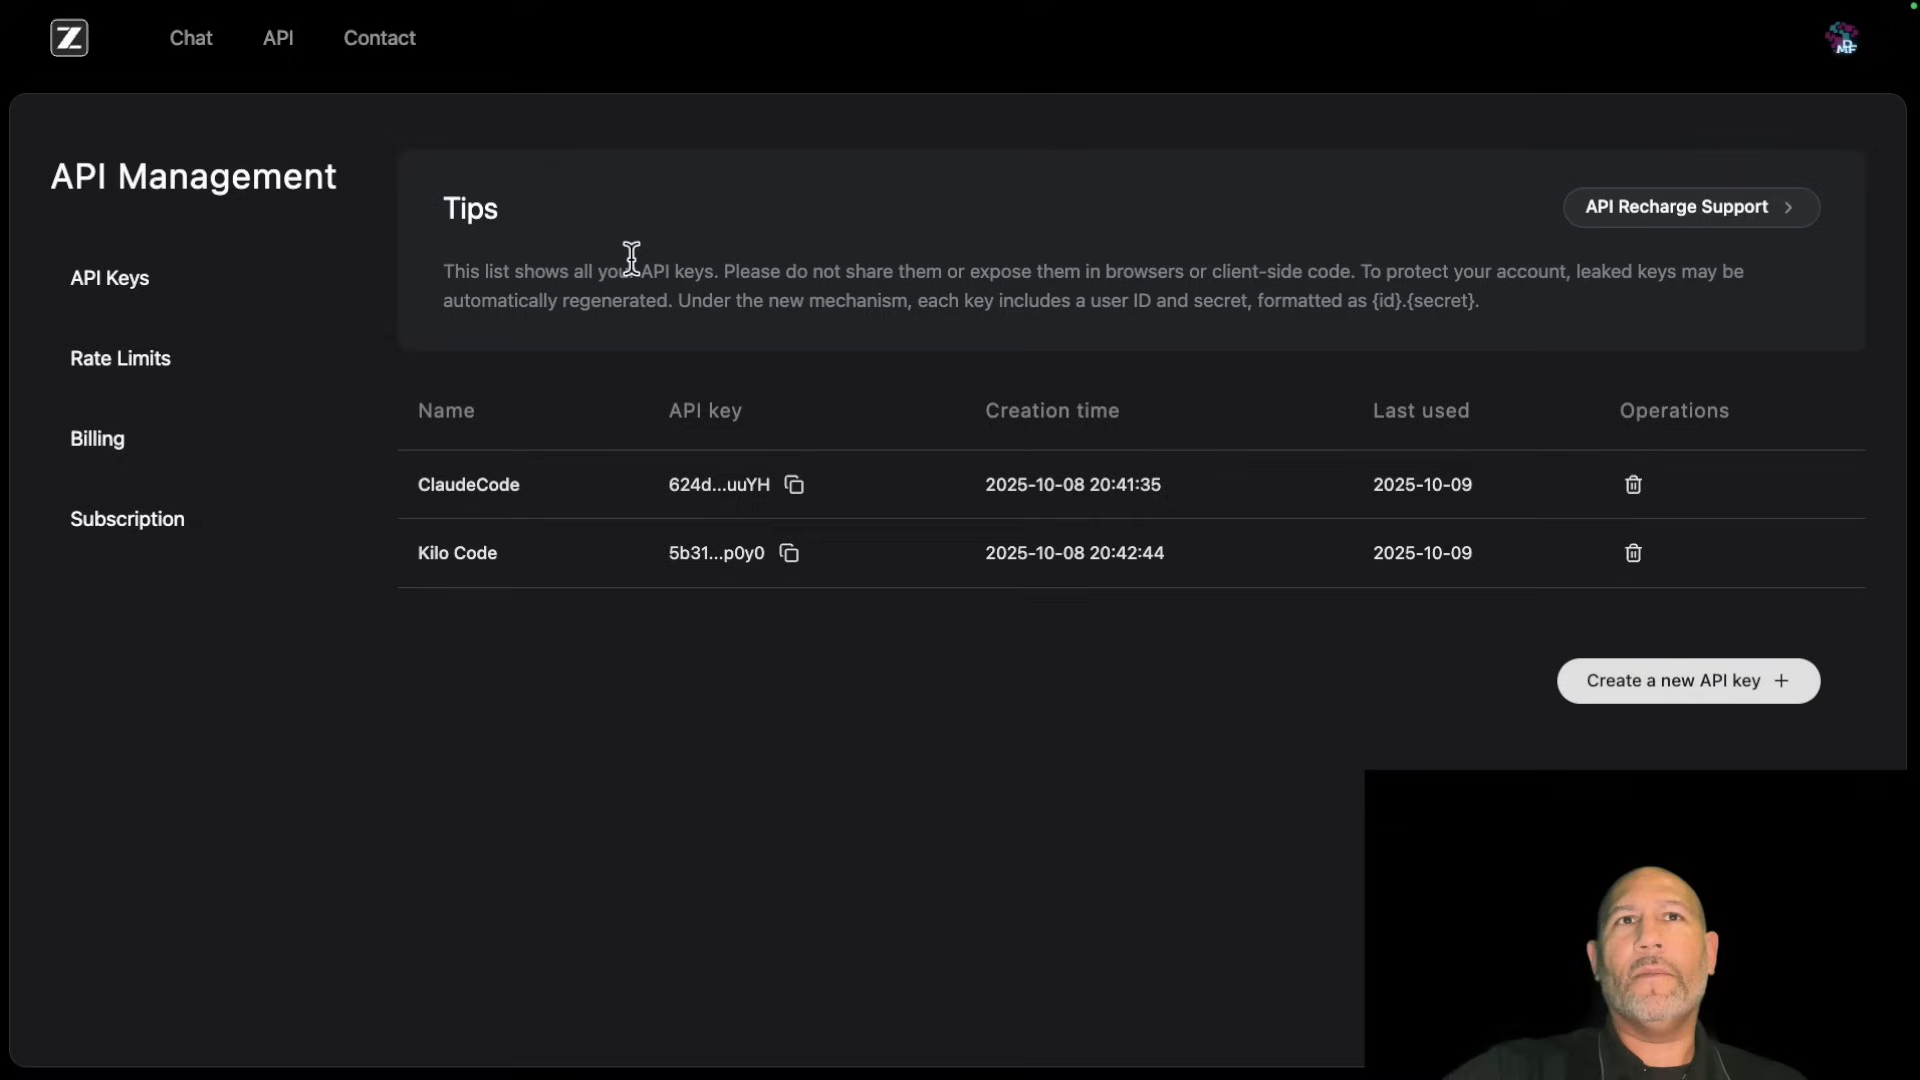 Z
Chat
API
Contact
API Management
API Keys
Rate Limits
Billing
Subscription
Tips
API Recharge Support
This list shows all your API keys. Please do not share them or expose them in browsers or client-side code. To protect your account, leaked keys may be
automatically regenerated. Under the new mechanism, each key includes a user ID and secret, formatted as {id}.{secret}.
Name API key Creation time Last used Operations
ClaudeCode 624d...uuYH 2025-10-08 20:41:35 2025-10-09
Kilo Code 5b31...p0y0 2025-10-08 20:42:44 2025-10-09
Create a new API key +